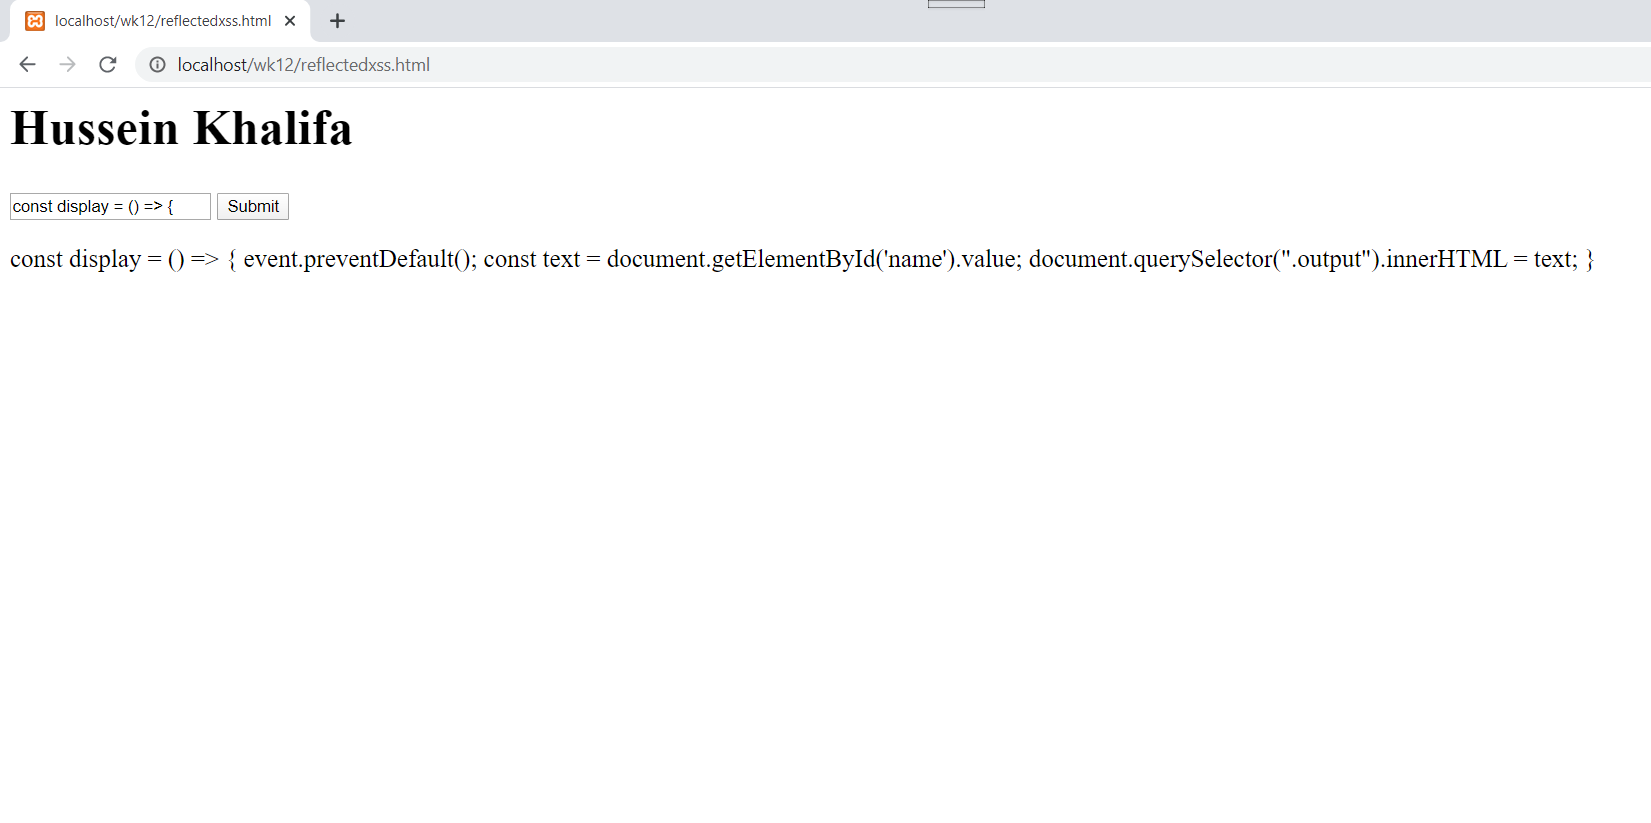 localhost/wk12/reflectedxss.html
localhost/wk12/reflectedxss.html
Hussein Khalifa
const display = () => { Submit
const display = () => { event.preventDefault(); const text = document.getElementById('name').value; document.querySelector(".output").innerHTML = text; }